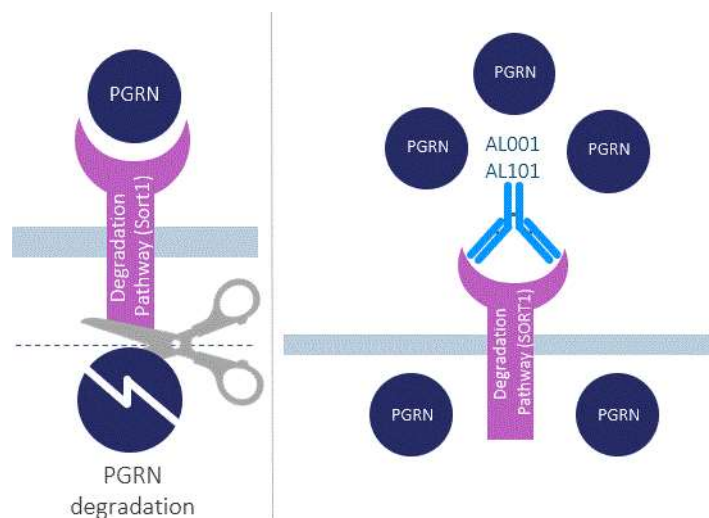 PGRN
Degradation
Pathway (Sort1)
PGRN
degradation
PGRN
PGRN
PGRN
AL001
AL101
Degradation
Pathway (SORT1)
PGRN
PGRN